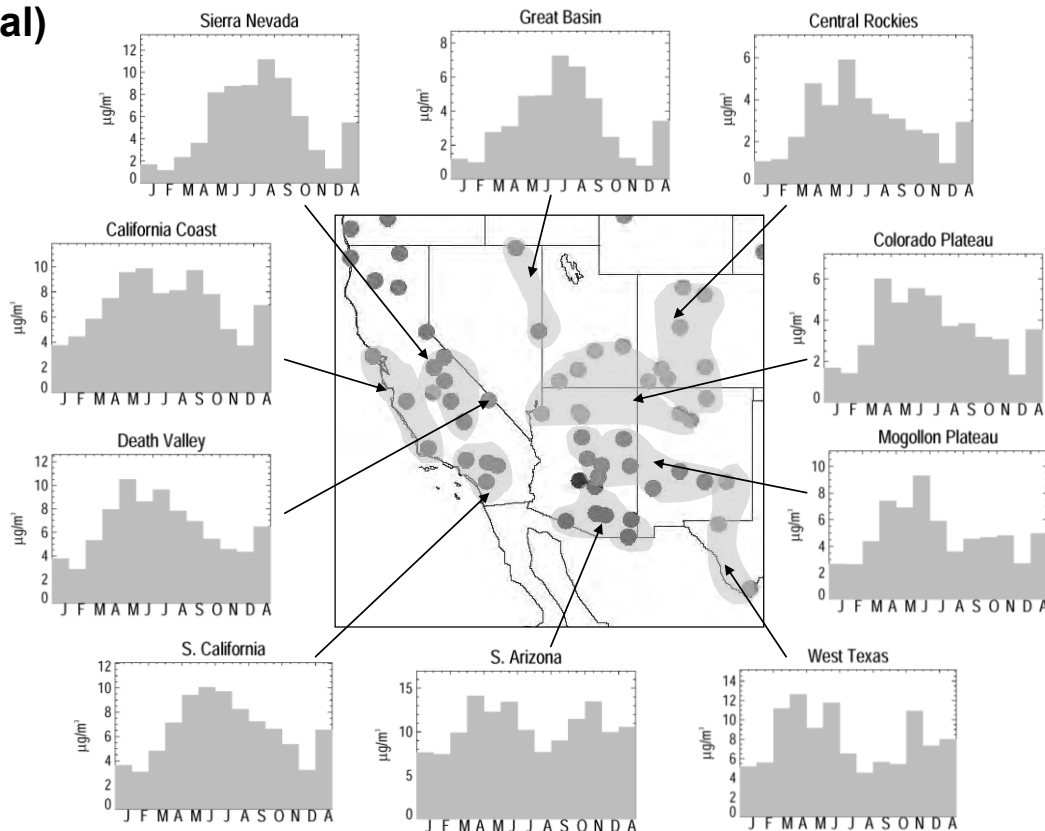 al)
Sierra Nevada
μg/m³
12
10
8
6
4
2
0
J F M A M J J A S O N D A
Great Basin
μg/m³
8
6
4
2
0
J F M A M J J A S O N D A
Central Rockies
μg/m³
6
4
2
0
J F M A M J J A S O N D A
California Coast
μg/m³
10
8
6
4
2
0
J F M A M J J A S O N D A
Colorado Plateau
μg/m³
6
4
2
0
J F M A M J J A S O N D A
Death Valley
μg/m³
12
10
8
6
4
2
0
J F M A M J J A S O N D A
Mogollon Plateau
μg/m³
10
8
6
4
2
0
J F M A M J J A S O N D A
S. California
μg/m³
12
10
8
6
4
2
0
J F M A M J J A S O N D A
S. Arizona
μg/m³
15
10
5
0
J F M A M J J A S O N D A
West Texas
μg/m³
14
12
10
8
6
4
2
0
J F M A M J J A S O N D A